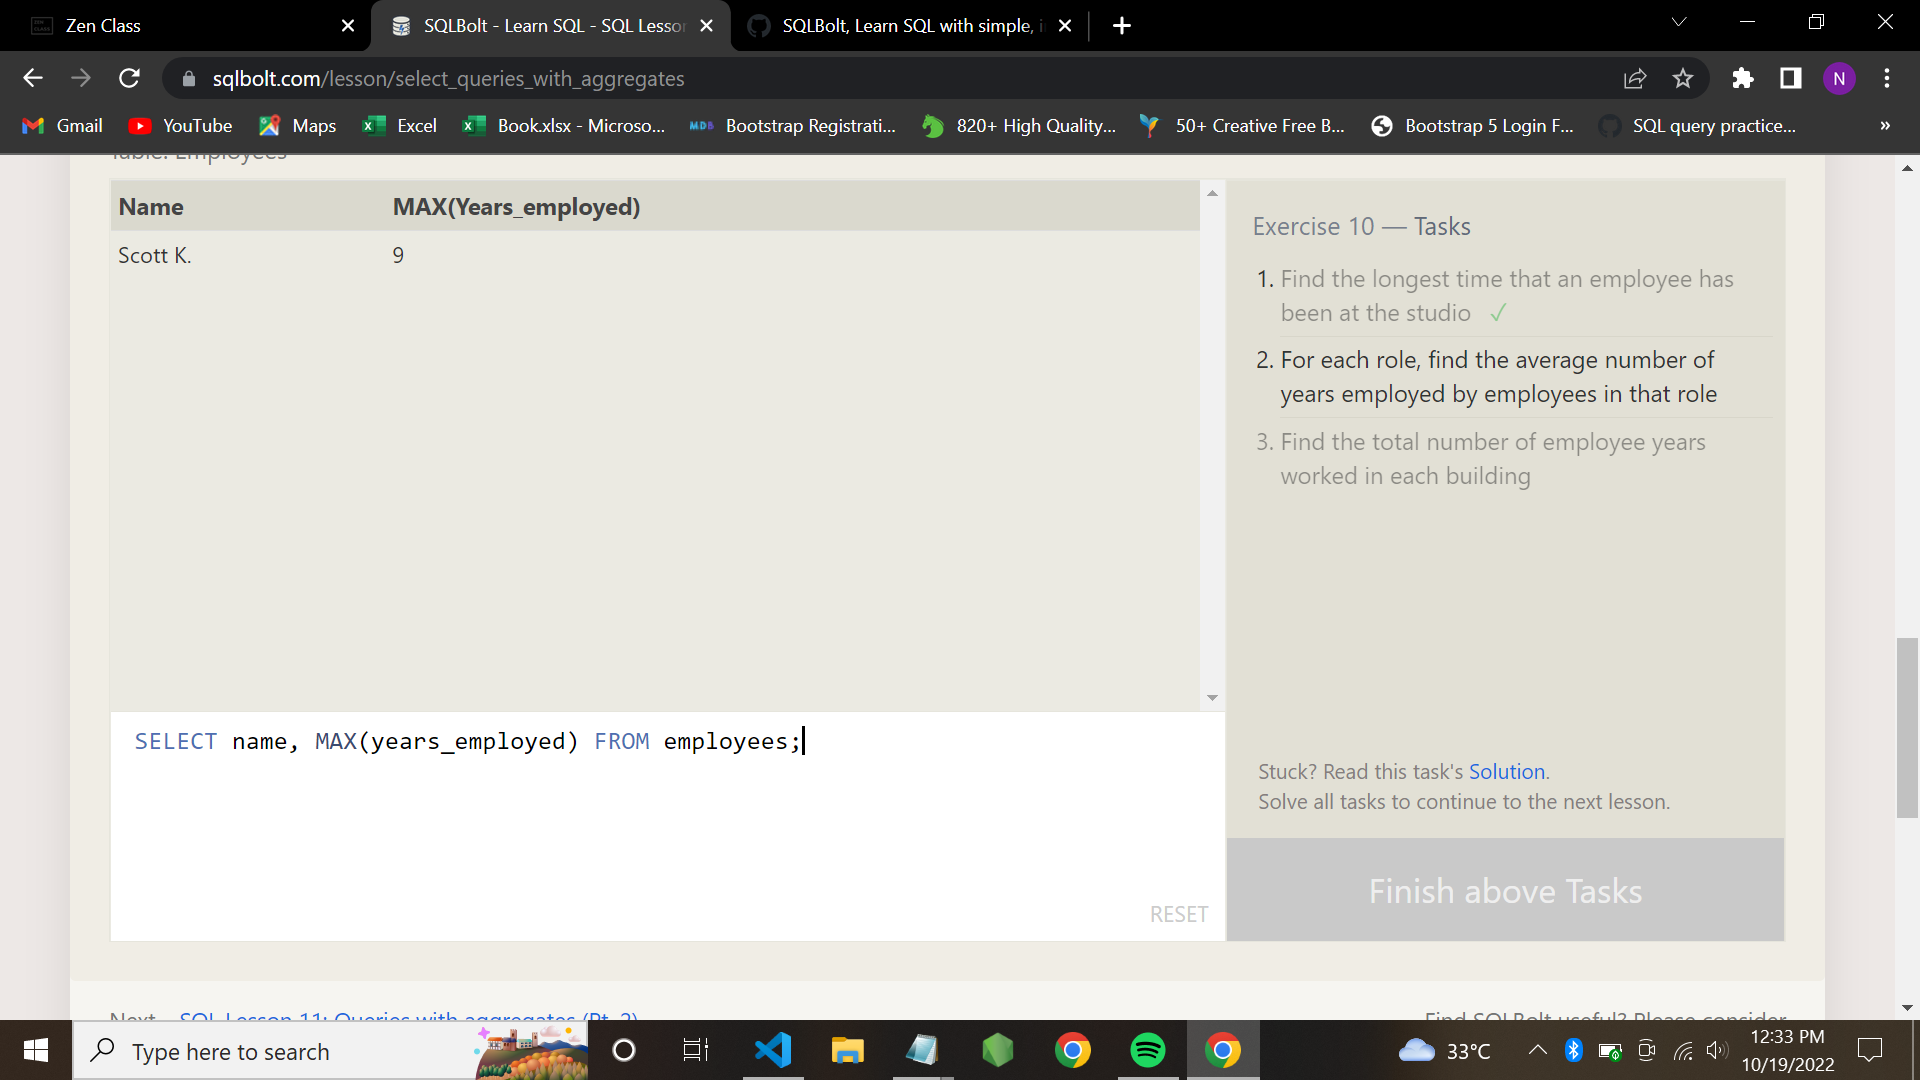 Zen Class
SQLBolt - Learn SQL - SQL Lesson
SQLBolt, Learn SQL with simple, i
sqlbolt.com/lesson/select_queries_with_aggregates
N
Gmail
YouTube
Maps
Excel
Book.xlsx - Microso...
MDB
Bootstrap Registrati...
820+ High Quality...
50+ Creative Free B...
Bootstrap 5 Login F...
SQL query practice...
»
Table: Employees
Name MAX(Years_employed)
Scott K. 9
SELECT name, MAX(years_employed) FROM employees;
RESET
Exercise 10 — Tasks
1. Find the longest time that an employee has
been at the studio ✓
2. For each role, find the average number of
years employed by employees in that role
3. Find the total number of employee years
worked in each building
Stuck? Read this task's Solution.
Solve all tasks to continue to the next lesson.
Finish above Tasks
Next – SQL Lesson 11: Queries with aggregates (Pt. 2)
Find SQLBolt useful? Please consider
Type here to search
33°C
12:33 PM
10/19/2022